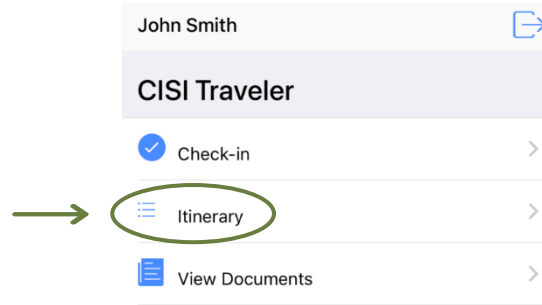 John Smith
CISI Traveler
Check-in
Itinerary
View Documents